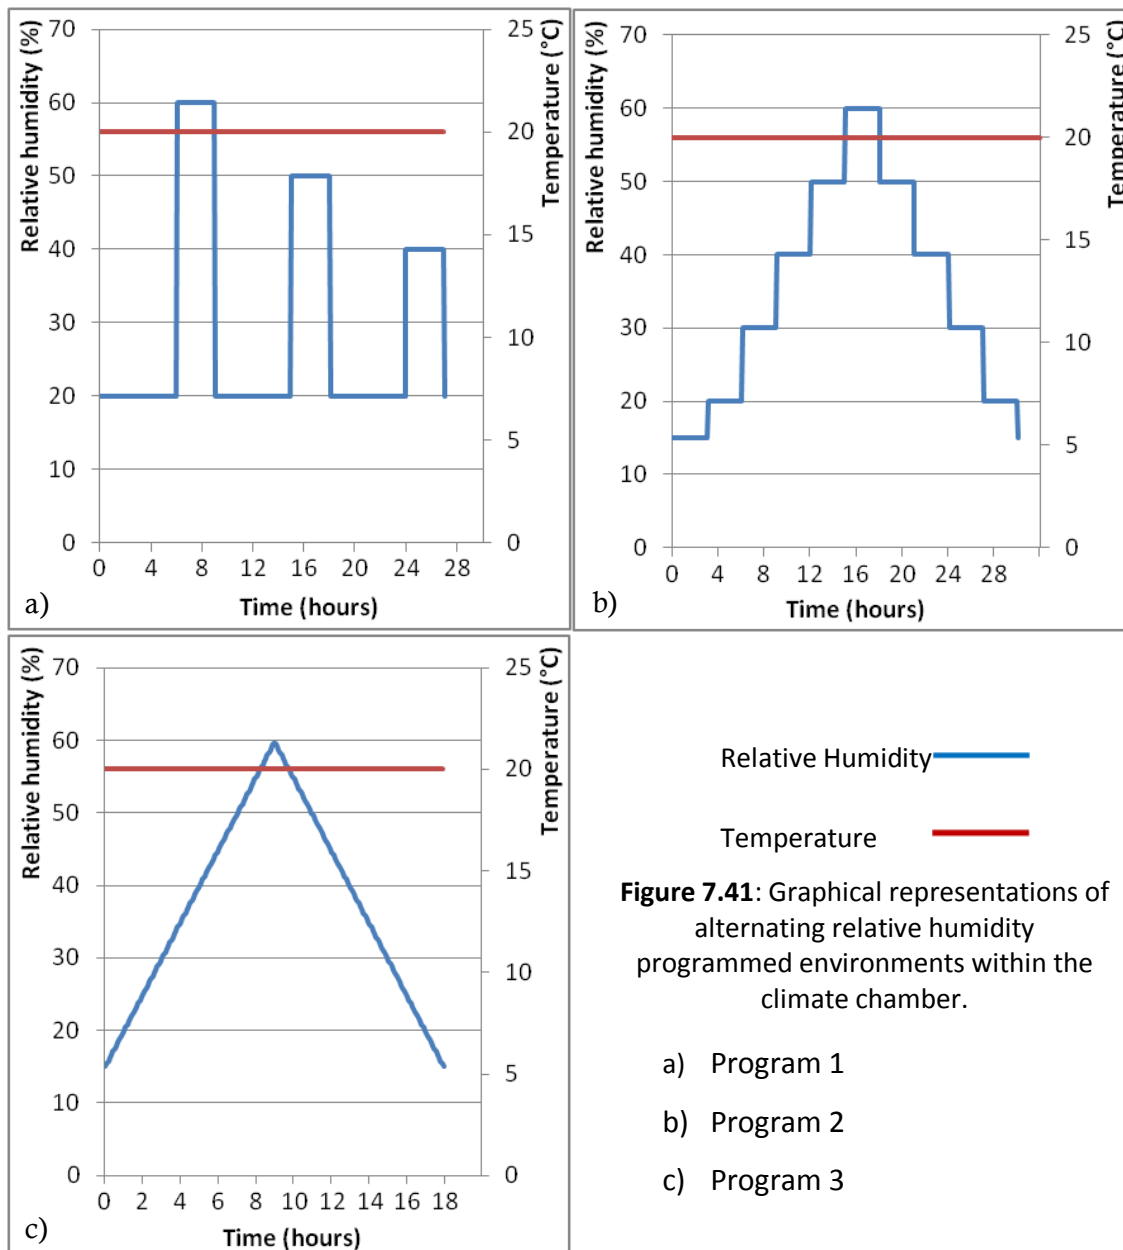 Relative humidity (%)
70
60
50
40
30
20
10
0
0 4 8 12 16 20 24 28
Time (hours)
25
20
15
10
5
0
Temperature (°C)
a)
Relative humidity (%)
70
60
50
40
30
20
10
0
0 4 8 12 16 20 24 28
Time (hours)
25
20
15
10
5
0
Temperature (°C)
b)
Relative humidity (%)
70
60
50
40
30
20
10
0
0 2 4 6 8 10 12 14 16 18
Time (hours)
25
20
15
10
5
0
Temperature (°C)
c)
Relative Humidity
Temperature
Figure 7.41: Graphical representations of
alternating relative humidity
programmed environments within the
climate chamber.
a) Program 1
b) Program 2
c) Program 3